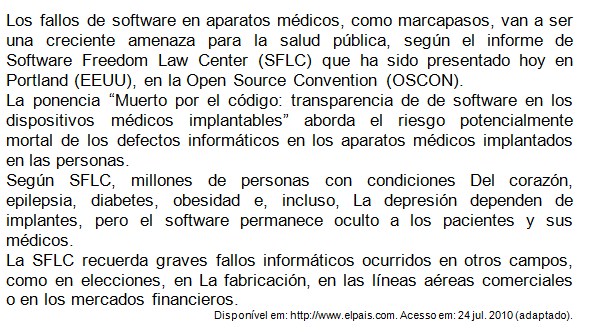 Los fallos de software en aparatos médicos, como marcapasos, van a ser
una creciente amenaza para la salud pública, según el informe de
Software Freedom Law Center (SFLC) que ha sido presentado hoy en
Portland (EEUU), en la Open Source Convention (OSCON).
La ponencia “Muerto por el código: transparencia de de software en los
dispositivos médicos implantables” aborda el riesgo potencialmente
mortal de los defectos informáticos en los aparatos médicos implantados
en las personas.
Según SFLC, millones de personas con condiciones Del corazón,
epilepsia, diabetes, obesidad e, incluso, La depresión dependen de
implantes, pero el software permanece oculto a los pacientes y sus
médicos.
La SFLC recuerda graves fallos informáticos ocurridos en otros campos,
como en elecciones, en La fabricación, en las líneas aéreas comerciales
o en los mercados financieros.
Disponível em: http://www.elpais.com. Acesso em: 24 jul. 2010 (adaptado).